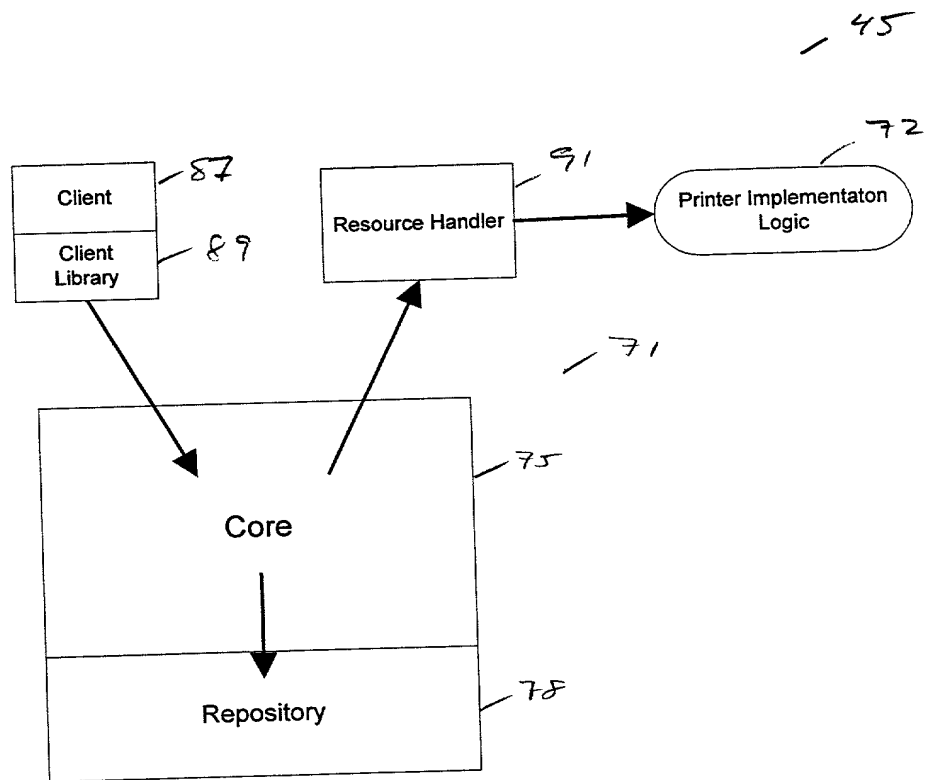 45
72
91
87
Client
Printer Implementaton
Logic
Resource Handler
Client
Library
89
71
75
Core
78
Repository